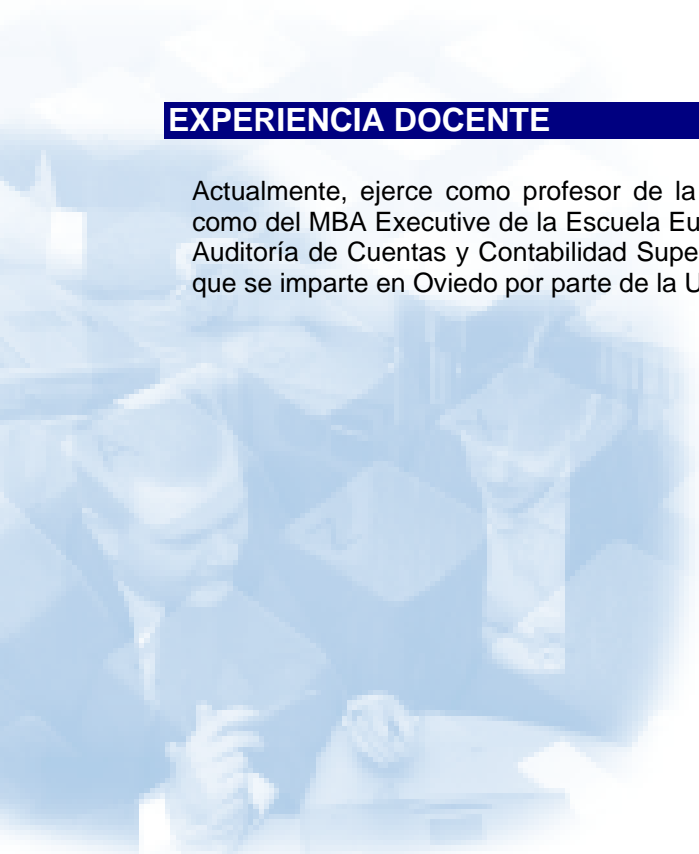 EXPERIENCIA DOCENTE
Actualmente, ejerce como profesor de la
como del MBA Executive de la Escuela Eu
Auditoría de Cuentas y Contabilidad Supe
que se imparte en Oviedo por parte de la U